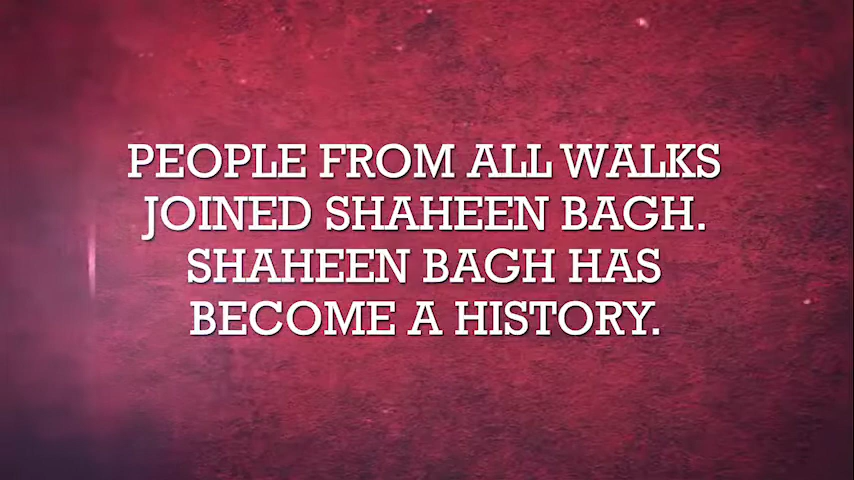 PEOPLE FROM ALL WALKS
JOINED SHAHEEN BAGH.
SHAHEEN BAGH HAS
BECOME A HISTORY.